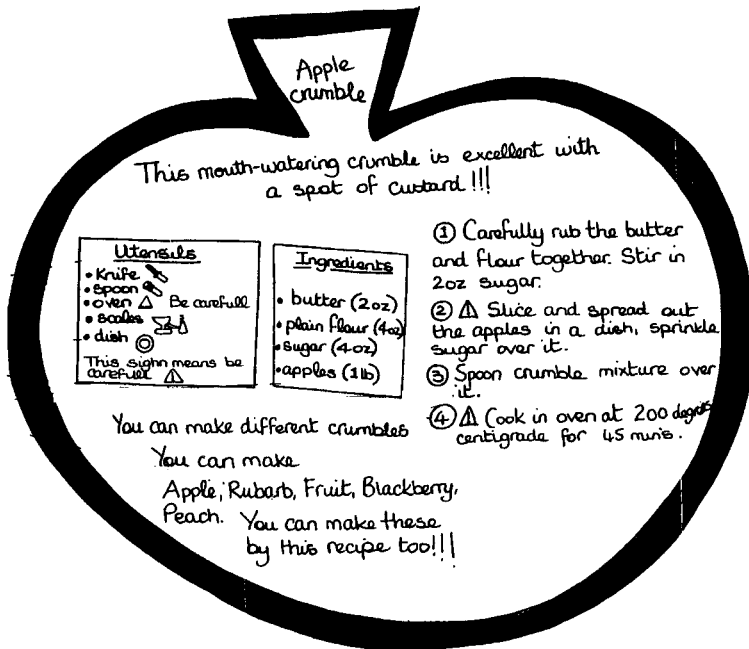 Apple
crumble
This mouth-watering crumble is excellent with
a spot of custard!!!
Utensils
• Knife
• spoon
• oven ⚠ Be carefull
• scales
• dish
This sighn means be
carefull ⚠
Ingredients
• butter (2oz)
• plain flour (4oz)
• sugar (4oz)
• apples (1lb)
① Carefully rub the butter
and flour together. Stir in
2oz sugar.
② ⚠ Slice and spread out
the apples in a dish, sprinkle
sugar over it.
③ Spoon crumble mixture over
it.
④ ⚠ Cook in oven at 200 degrees
centigrade for 45 mins.
You can make different crumbles
You can make
Apple, Rubarb, Fruit, Blackberry,
Peach. You can make these
by this recipe too!!!